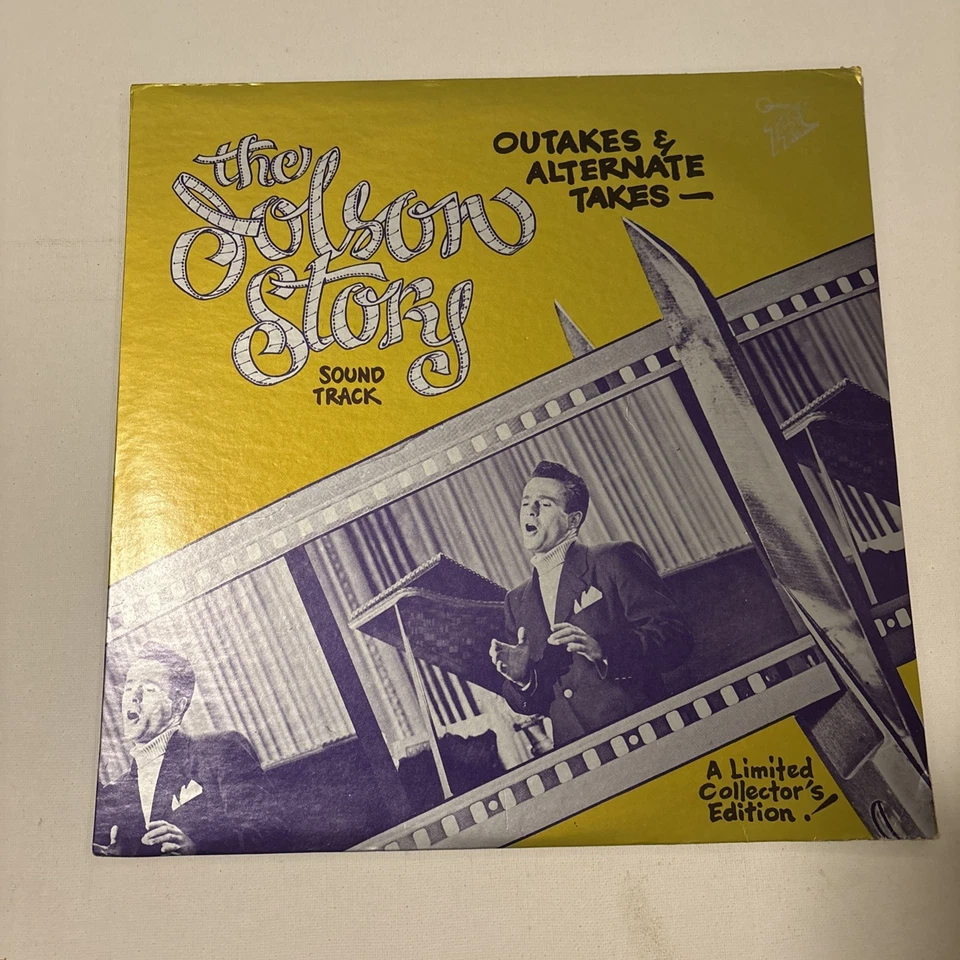 the
Jolson
Story
SOUND
TRACK
OUTAKES &
ALTERNATE
TAKES —
A Limited
Collector's
Edition!